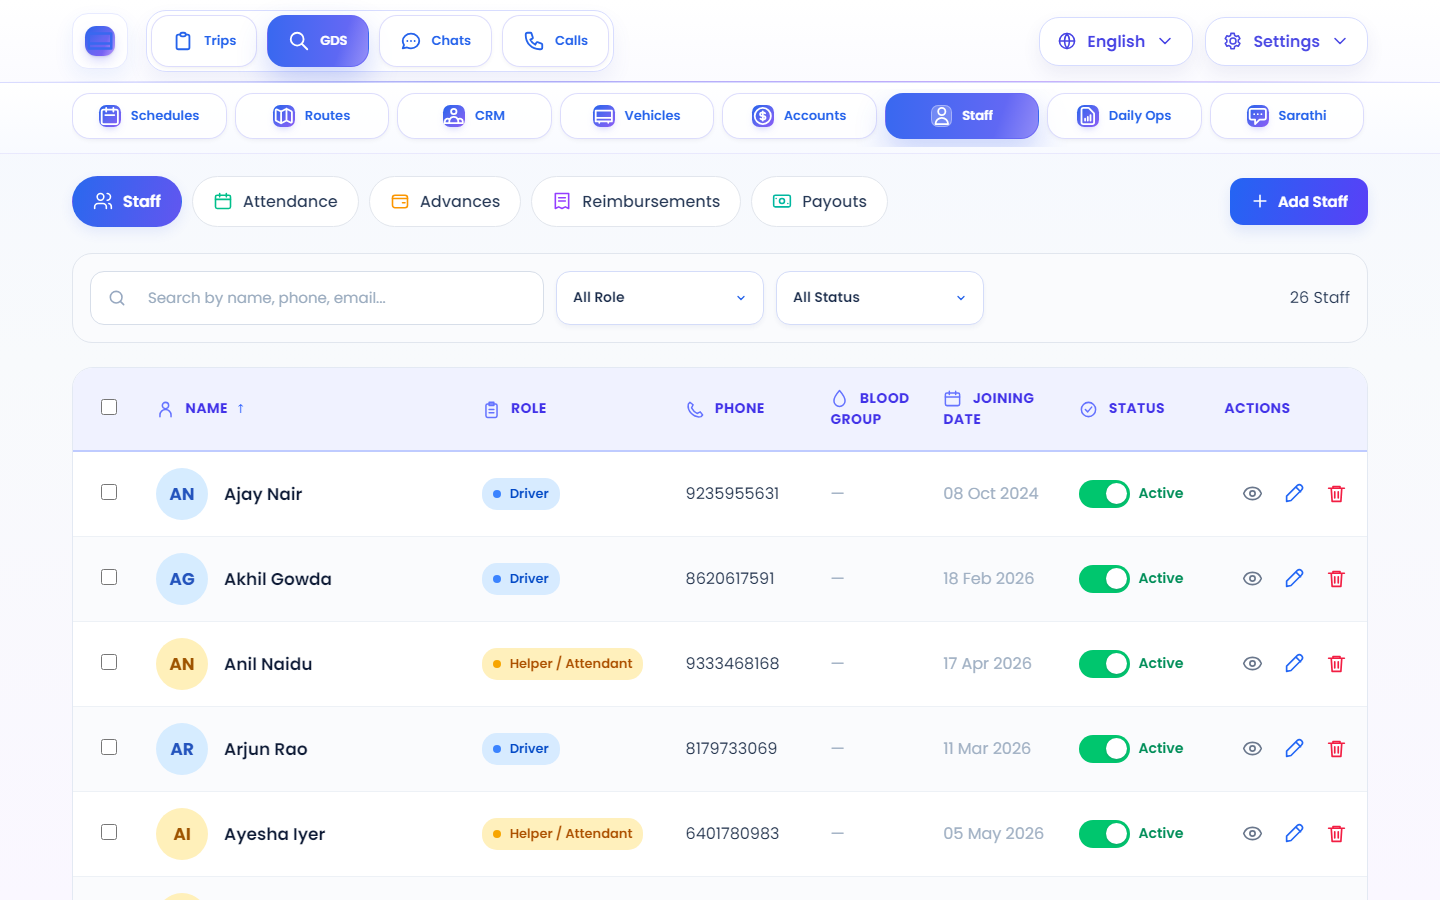 Trips
GDS
Chats
Calls
English
Settings
Schedules
Routes
CRM
Vehicles
Accounts
Staff
Daily Ops
Sarathi
Staff
Attendance
Advances
Reimbursements
Payouts
Add Staff
Search by name, phone, email...
All Role
All Status
26 Staff
NAME ↑
ROLE
PHONE
BLOOD
GROUP
JOINING
DATE
STATUS
ACTIONS
AN Ajay Nair Driver 9235955631 — 08 Oct 2024 Active
AG Akhil Gowda Driver 8620617591 — 18 Feb 2026 Active
AN Anil Naidu Helper / Attendant 9333468168 — 17 Apr 2026 Active
AR Arjun Rao Driver 8179733069 — 11 Mar 2026 Active
AI Ayesha Iyer Helper / Attendant 6401780983 — 05 May 2026 Active